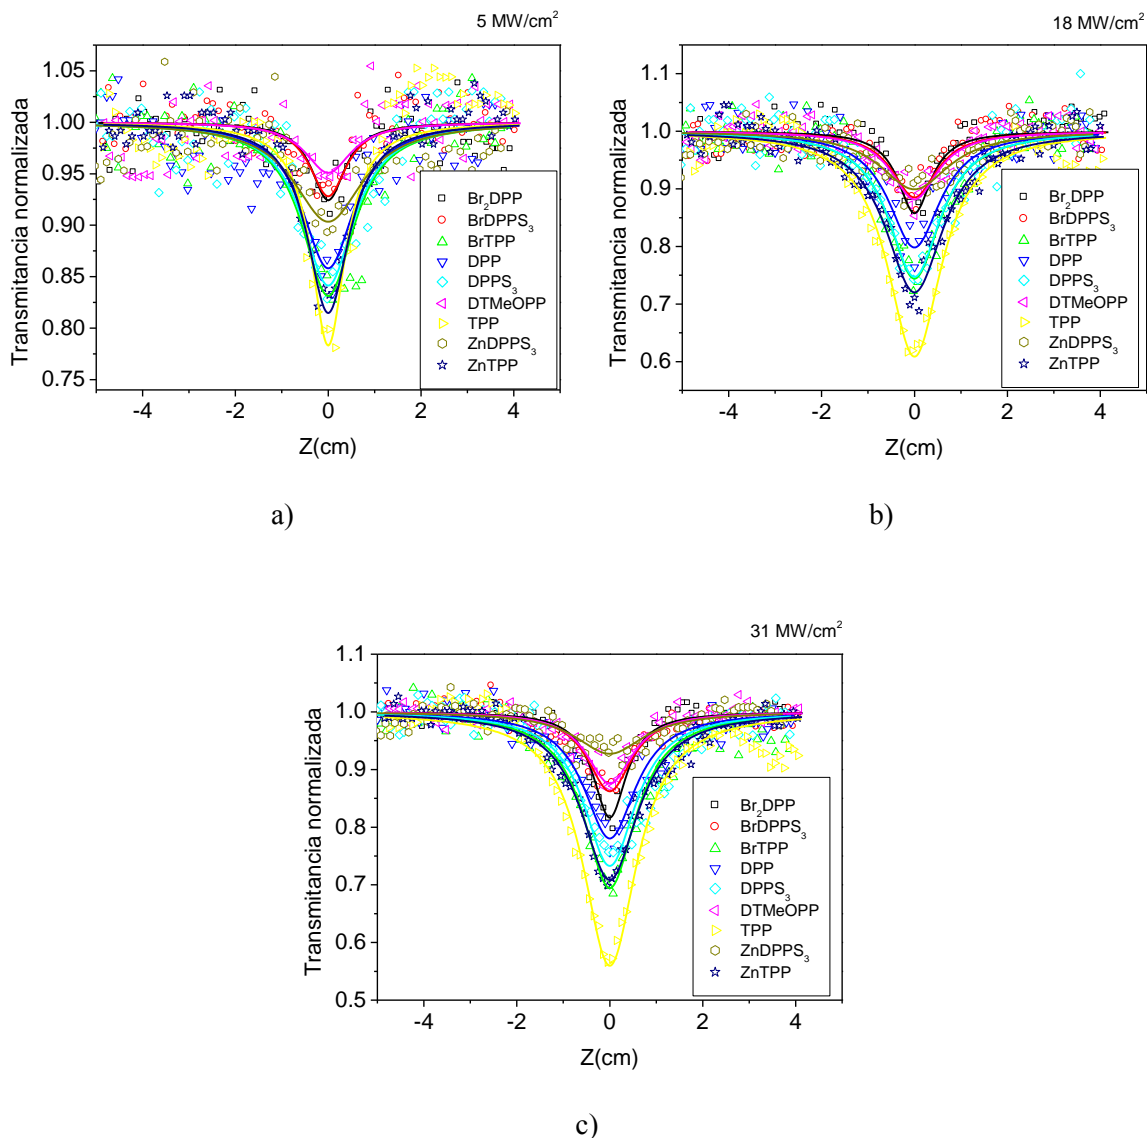 5 MW/cm²
Transmitancia normalizada
1.05
1.00
0.95
0.90
0.85
0.80
0.75
-4
-2
0
2
4
Z(cm)
Br₂DPP
BrDPPS₃
BrTPP
DPP
DPPS₃
DTMeOPP
TPP
ZnDPPS₃
ZnTPP
a)
18 MW/cm²
Transmitancia normalizada
1.1
1.0
0.9
0.8
0.7
0.6
-4
-2
0
2
4
Z(cm)
Br₂DPP
BrDPPS₃
BrTPP
DPP
DPPS₃
DTMeOPP
TPP
ZnDPPS₃
ZnTPP
b)
31 MW/cm²
Transmitancia normalizada
1.1
1.0
0.9
0.8
0.7
0.6
0.5
-4
-2
0
2
4
Z(cm)
Br₂DPP
BrDPPS₃
BrTPP
DPP
DPPS₃
DTMeOPP
TPP
ZnDPPS₃
ZnTPP
c)